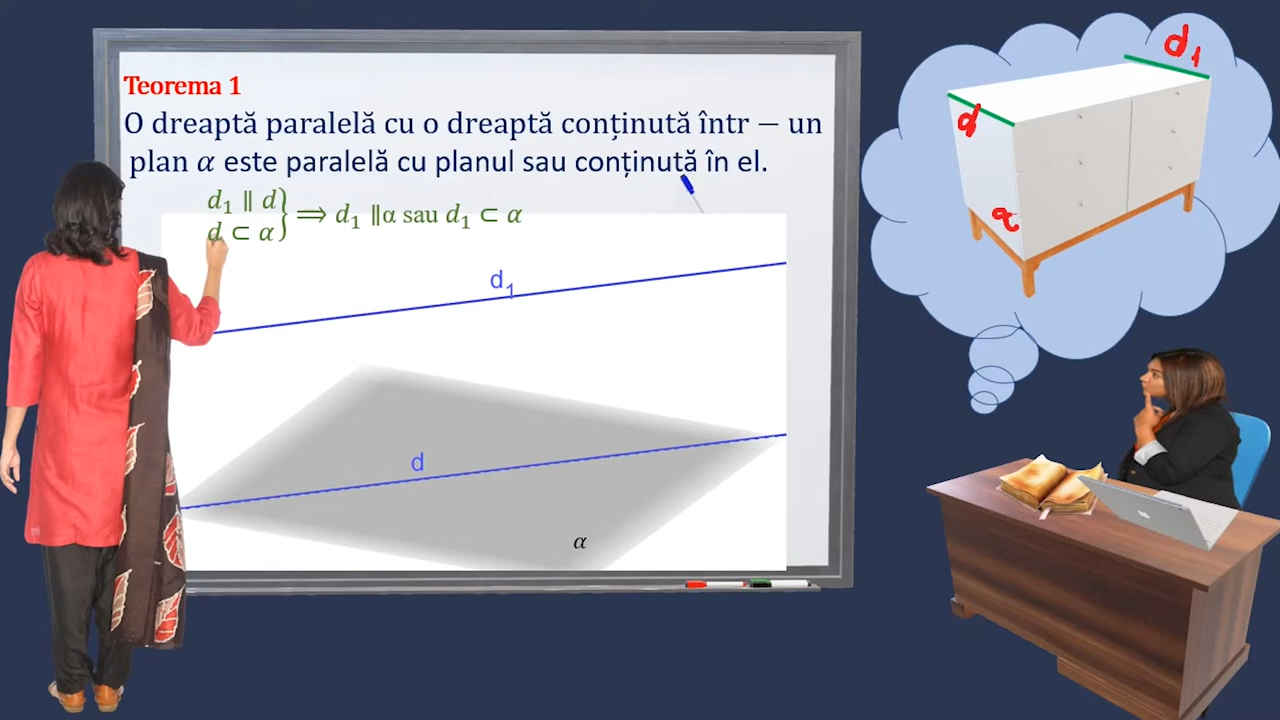 Teorema 1
O dreaptă paralelă cu o dreaptă conținută într − un
plan α este paralelă cu planul sau conținută în el.
d₁ ∥ d
d ⊂ α} ⟹ d₁ ∥α sau d₁ ⊂ α
d₁
d
α
d₁
d
α